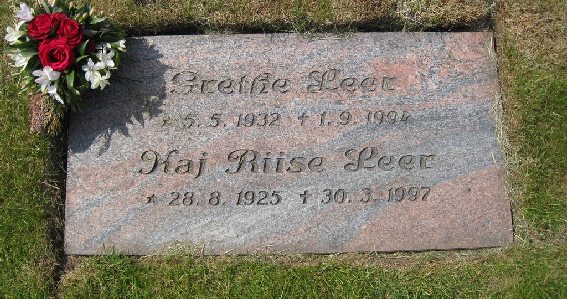 Grethe Leer
* 5. 5. 1932 † 1. 9. 1994
Kaj Riise Leer
* 28. 8. 1925 † 30. 3. 1997